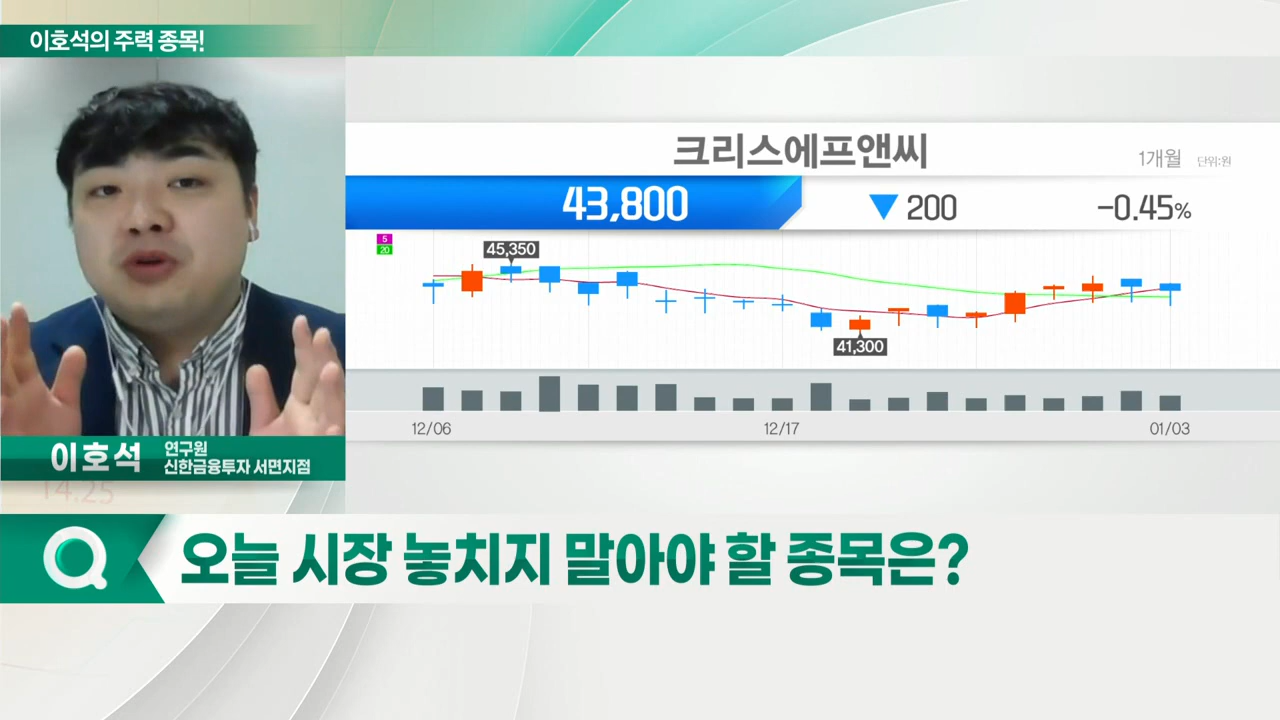 이호석의 주력 종목!
크리스에프앤씨
1개월 단위:원
43,800 ▼ 200 -0.45%
5
20
45,350
41,300
12/06 12/17 01/03
이호석 연구원
신한금융투자 서면지점
14.25
오늘 시장 놓치지 말아야 할 종목은?